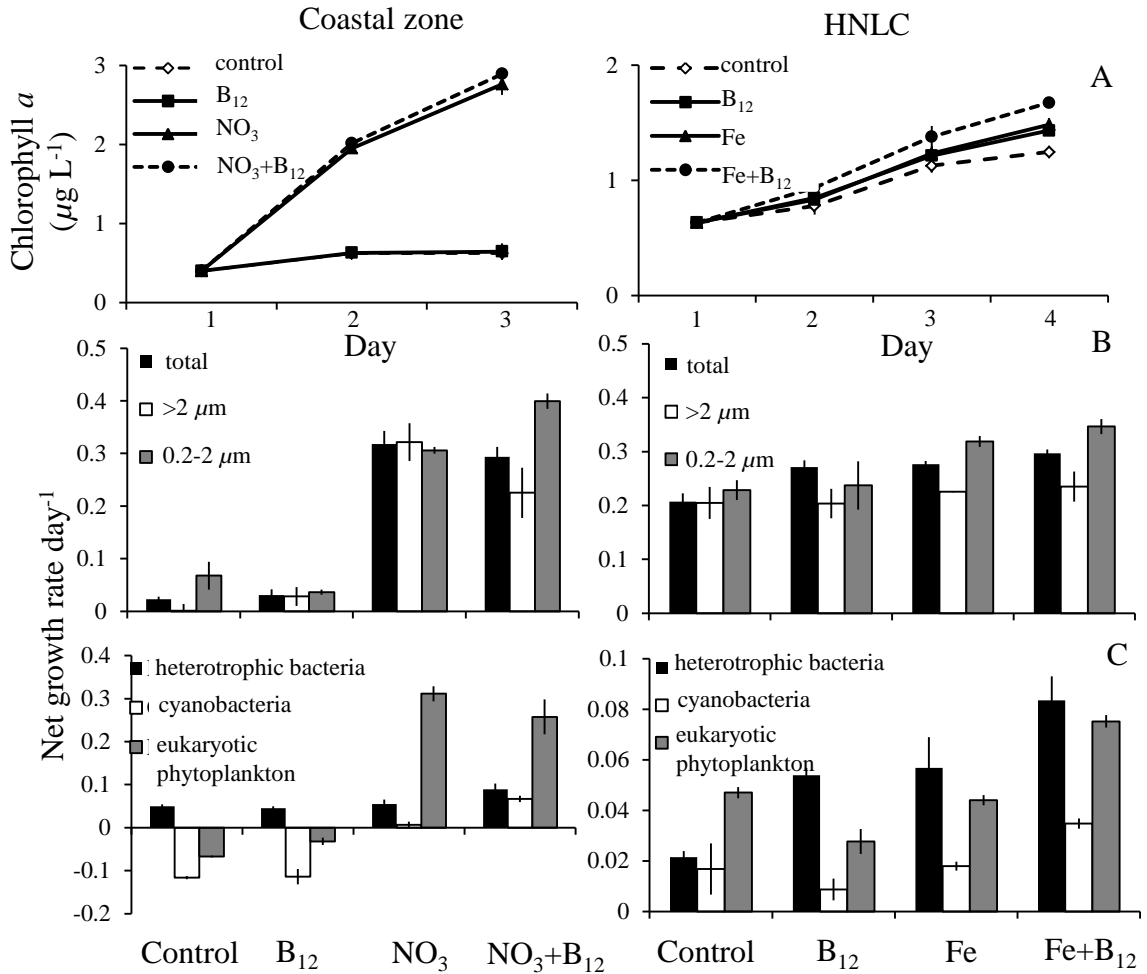 Coastal zone
HNLC
Chlorophyll a
(µg L-1)
3
2
1
0
control
B12
NO3
NO3+B12
1
2
3
Day
2
1
0
control
B12
Fe
Fe+B12
A
1
2
3
4
Day
Net growth rate day-1
0.5
0.4
0.3
0.2
0.1
0
total
>2 µm
0.2-2 µm
0.5
0.4
0.3
0.2
0.1
0
total
>2 µm
0.2-2 µm
B
0.4
0.3
0.2
0.1
0
-0.1
-0.2
heterotrophic bacteria
cyanobacteria
eukaryotic
phytoplankton
0.1
0.08
0.06
0.04
0.02
0
heterotrophic bacteria
cyanobacteria
eukaryotic
phytoplankton
C
Control
B12
NO3
NO3+B12
Control
B12
Fe
Fe+B12